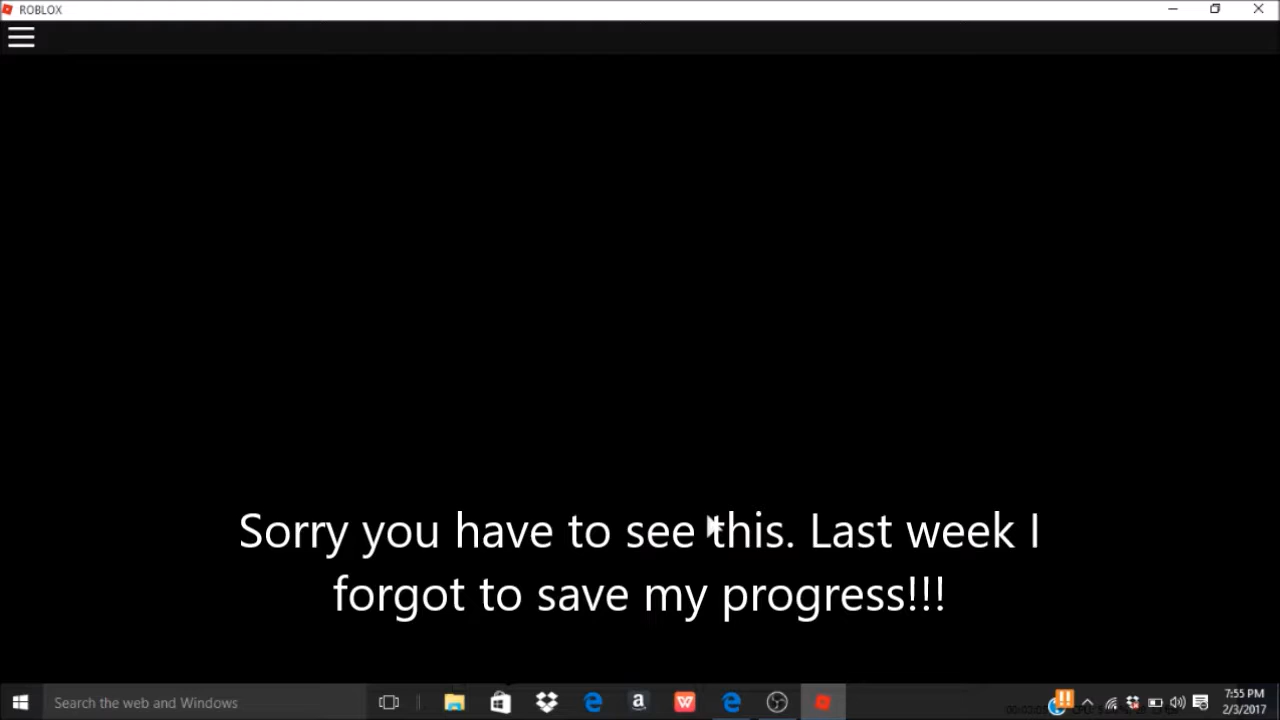 ROBLOX
Sorry you have to see this. Last week I
forgot to save my progress!!!
Search the web and Windows
7:55 PM
2/3/2017